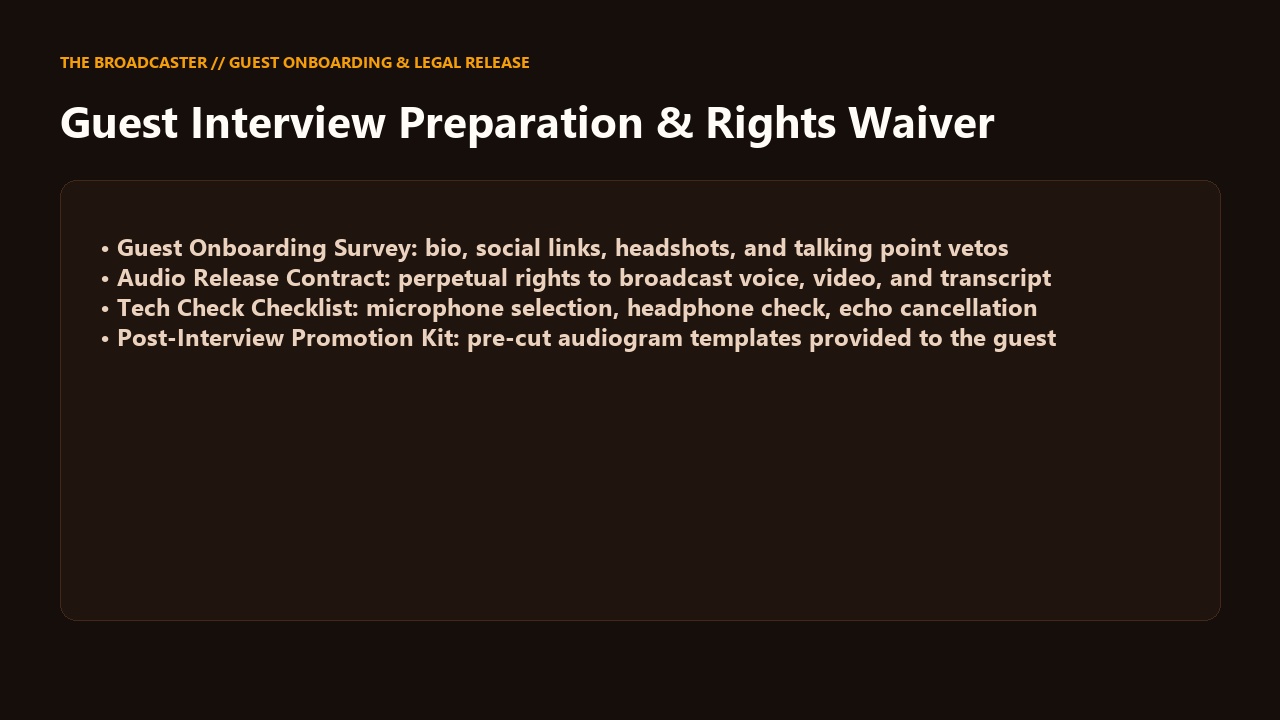 THE BROADCASTER // GUEST ONBOARDING & LEGAL RELEASE
Guest Interview Preparation & Rights Waiver
• Guest Onboarding Survey: bio, social links, headshots, and talking point vetos
• Audio Release Contract: perpetual rights to broadcast voice, video, and transcript
• Tech Check Checklist: microphone selection, headphone check, echo cancellation
• Post-Interview Promotion Kit: pre-cut audiogram templates provided to the guest